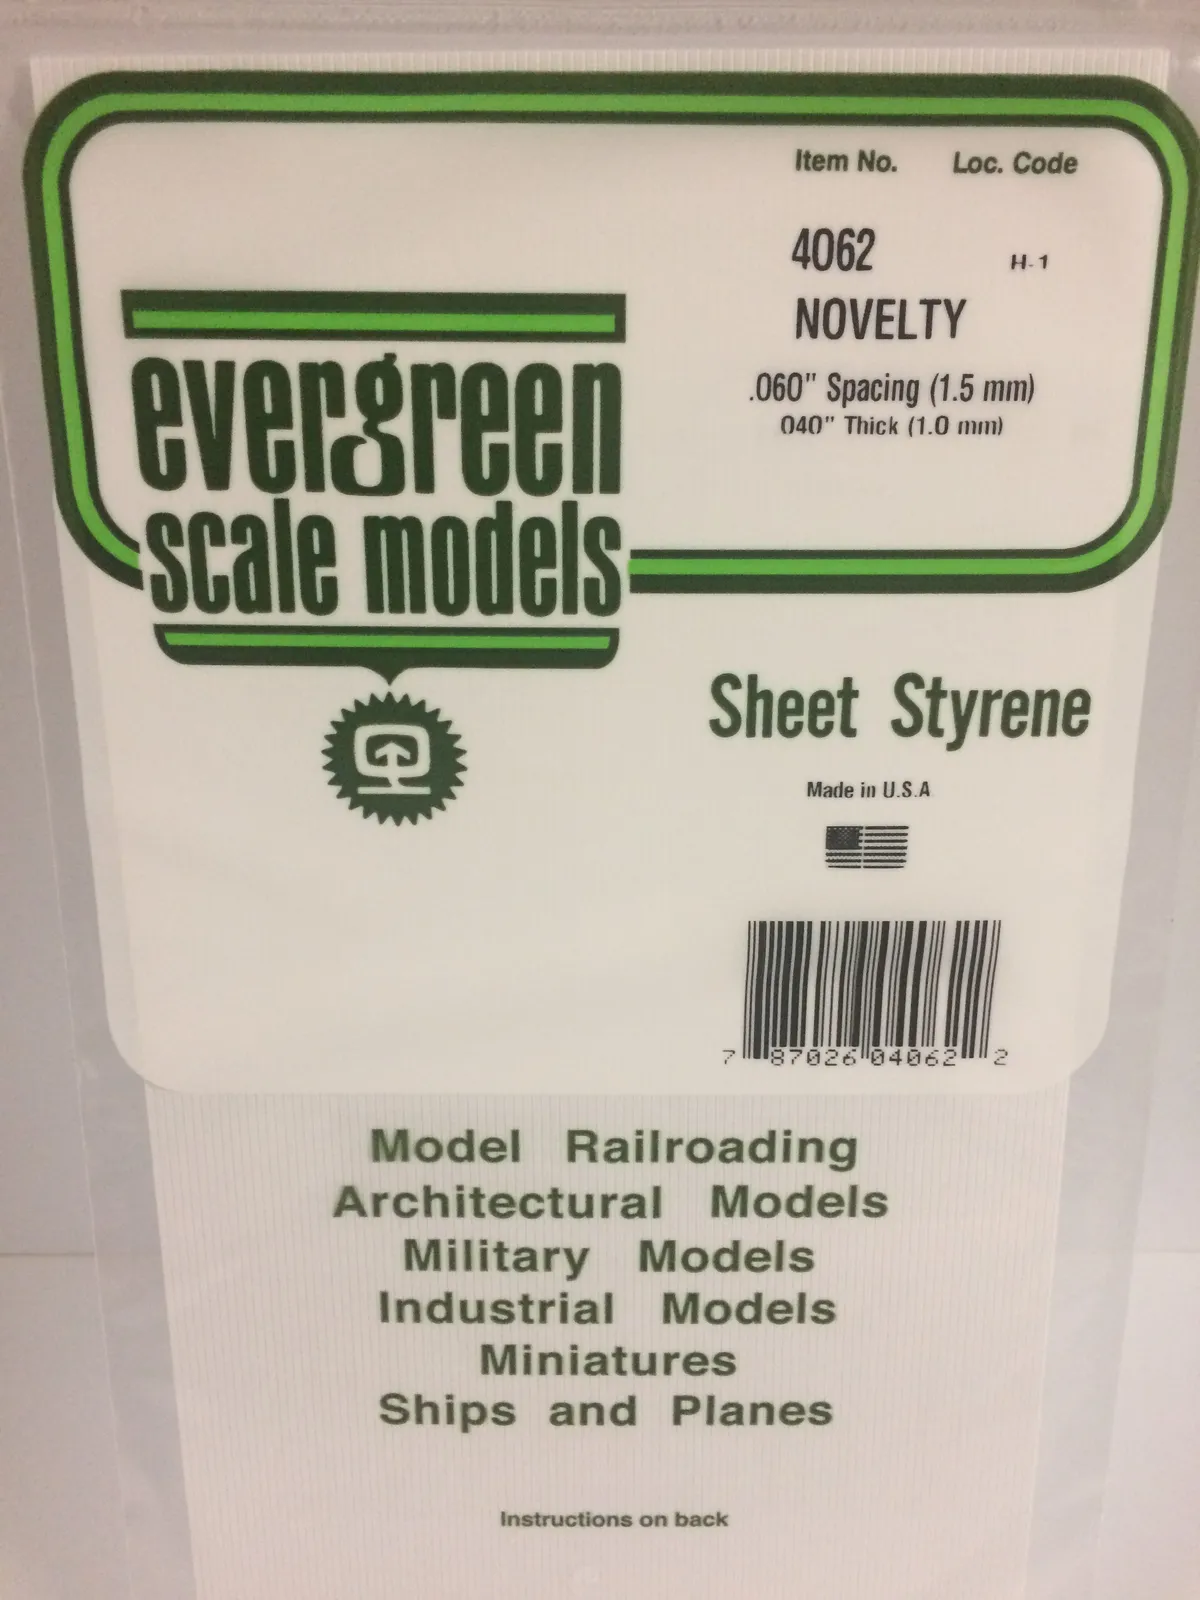 Item No. Loc. Code
4062 H-1
NOVELTY
.060" Spacing (1.5 mm)
040" Thick (1.0 mm)
evergreen
scale models
Sheet Styrene
Made in U.S.A
7 87026 04062 2
Model Railroading
Architectural Models
Military Models
Industrial Models
Miniatures
Ships and Planes
Instructions on back